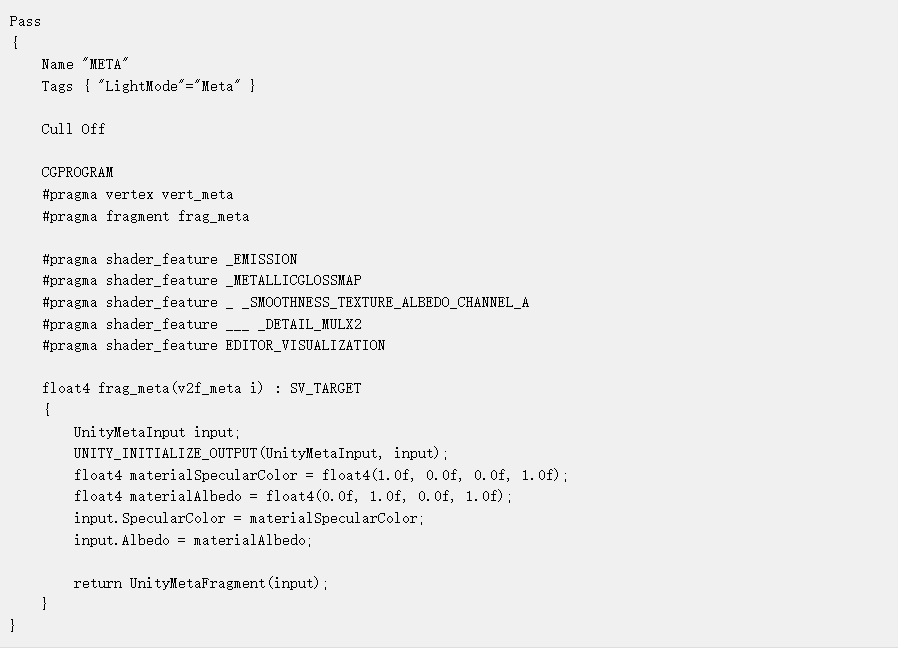 Pass
{
    Name "META"
    Tags { "LightMode"="Meta" }
    Cull Off
    CGPROGRAM
    #pragma vertex vert_meta
    #pragma fragment frag_meta
    #pragma shader_feature _EMISSION
    #pragma shader_feature _METALLICGLOSSMAP
    #pragma shader_feature _ _SMOOTHNESS_TEXTURE_ALBEDO_CHANNEL_A
    #pragma shader_feature ___ _DETAIL_MULX2
    #pragma shader_feature EDITOR_VISUALIZATION
    float4 frag_meta(v2f_meta i) : SV_TARGET
    {
        UnityMetaInput input;
        UNITY_INITIALIZE_OUTPUT(UnityMetaInput, input);
        float4 materialSpecularColor = float4(1.0f, 0.0f, 0.0f, 1.0f);
        float4 materialAlbedo = float4(0.0f, 1.0f, 0.0f, 1.0f);
        input.SpecularColor = materialSpecularColor;
        input.Albedo = materialAlbedo;
        return UnityMetaFragment(input);
    }
}